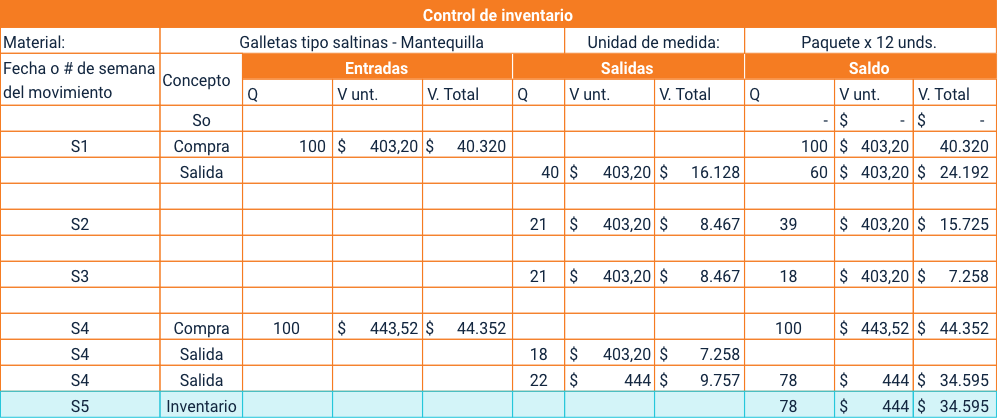 Control de inventario
Material: Galletas tipo saltinas - Mantequilla Unidad de medida: Paquete x 12 unds.
Fecha o # de semana del movimiento Concepto Entradas Salidas Saldo
Q V unt. V. Total Q V unt. V. Total Q V unt. V. Total
So - $ - $ -
S1 Compra 100 $ 403,20 $ 40.320 100 $ 403,20 $ 40.320
Salida 40 $ 403,20 $ 16.128 60 $ 403,20 $ 24.192
S2 21 $ 403,20 $ 8.467 39 $ 403,20 $ 15.725
S3 21 $ 403,20 $ 8.467 18 $ 403,20 $ 7.258
S4 Compra 100 $ 443,52 $ 44.352 100 $ 443,52 $ 44.352
S4 Salida 18 $ 403,20 $ 7.258
S4 Salida 22 $ 444 $ 9.757 78 $ 444 $ 34.595
S5 Inventario 78 $ 444 $ 34.595